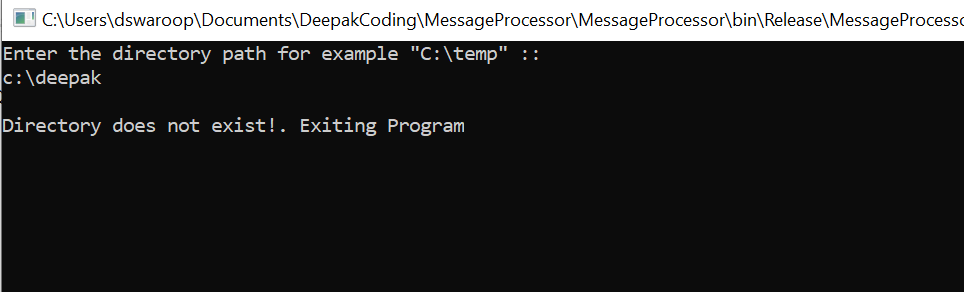 C:\Users\dswaroop\Documents\DeepakCoding\MessageProcessor\MessageProcessor\bin\Release\MessageProcesso
Enter the directory path for example "C:\temp" ::
c:\deepak
Directory does not exist!. Exiting Program